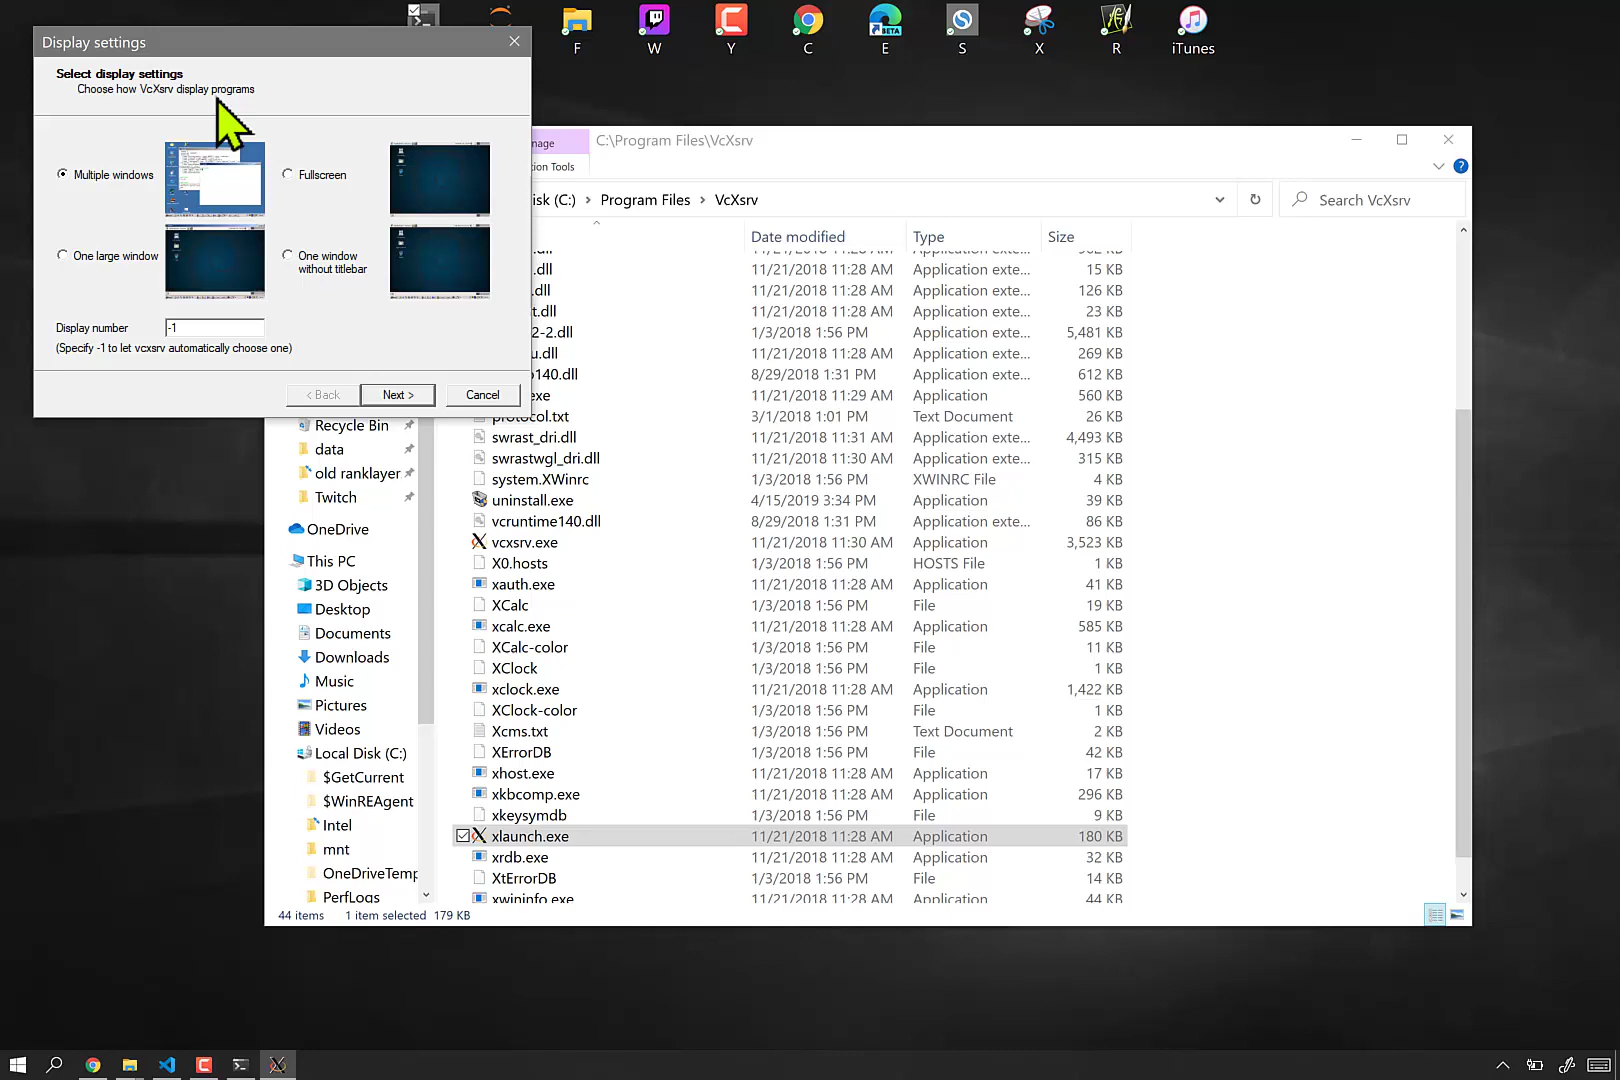 F
W
Y
C
E
S
X
R
iTunes
BETA
Display settings
Select display settings
Choose how VcXsrv display programs
Multiple windows
Fullscreen
One large window
One window
without titlebar
Display number
-1
(Specify -1 to let vcxsrv automatically choose one)
< Back
Next >
Cancel
C:\Program Files\VcXsrv
Program Files
VcXsrv
Search VcXsrv
Date modified
Type
Size
.dll 11/21/2018 11:28 AM Application exte... 15 KB
.dll 11/21/2018 11:28 AM Application exte... 126 KB
.dll 11/21/2018 11:28 AM Application exte... 23 KB
2-2.dll 1/3/2018 1:56 PM Application exte... 5,481 KB
u.dll 11/21/2018 11:28 AM Application exte... 269 KB
140.dll 8/29/2018 1:31 PM Application exte... 612 KB
11/21/2018 11:29 AM Application 560 KB
protocol.txt 3/1/2018 1:01 PM Text Document 26 KB
swrast_dri.dll 11/21/2018 11:31 AM Application exte... 4,493 KB
swrastwgl_dri.dll 11/21/2018 11:30 AM Application exte... 315 KB
system.XWinrc 1/3/2018 1:56 PM XWINRC File 4 KB
uninstall.exe 4/15/2019 3:34 PM Application 39 KB
vcruntime140.dll 8/29/2018 1:31 PM Application exte... 86 KB
vcxsrv.exe 11/21/2018 11:30 AM Application 3,523 KB
X0.hosts 1/3/2018 1:56 PM HOSTS File 1 KB
xauth.exe 11/21/2018 11:28 AM Application 41 KB
XCalc 1/3/2018 1:56 PM File 19 KB
xcalc.exe 11/21/2018 11:28 AM Application 585 KB
XCalc-color 1/3/2018 1:56 PM File 11 KB
XClock 1/3/2018 1:56 PM File 1 KB
xclock.exe 11/21/2018 11:28 AM Application 1,422 KB
XClock-color 1/3/2018 1:56 PM File 1 KB
Xcms.txt 1/3/2018 1:56 PM Text Document 2 KB
XErrorDB 1/3/2018 1:56 PM File 42 KB
xhost.exe 11/21/2018 11:28 AM Application 17 KB
xkbcomp.exe 11/21/2018 11:28 AM Application 296 KB
xkeysymdb 1/3/2018 1:56 PM File 9 KB
xlaunch.exe 11/21/2018 11:28 AM Application 180 KB
xrdb.exe 11/21/2018 11:28 AM Application 32 KB
XtErrorDB 1/3/2018 1:56 PM File 14 KB
xwininfo.exe 11/21/2018 11:28 AM Application 44 KB
Recycle Bin
data
old ranklayer
Twitch
OneDrive
This PC
3D Objects
Desktop
Documents
Downloads
Music
Pictures
Videos
Local Disk (C:)
$GetCurrent
$WinREAgent
Intel
mnt
OneDriveTemp
PerfLogs
44 items
1 item selected 179 KB